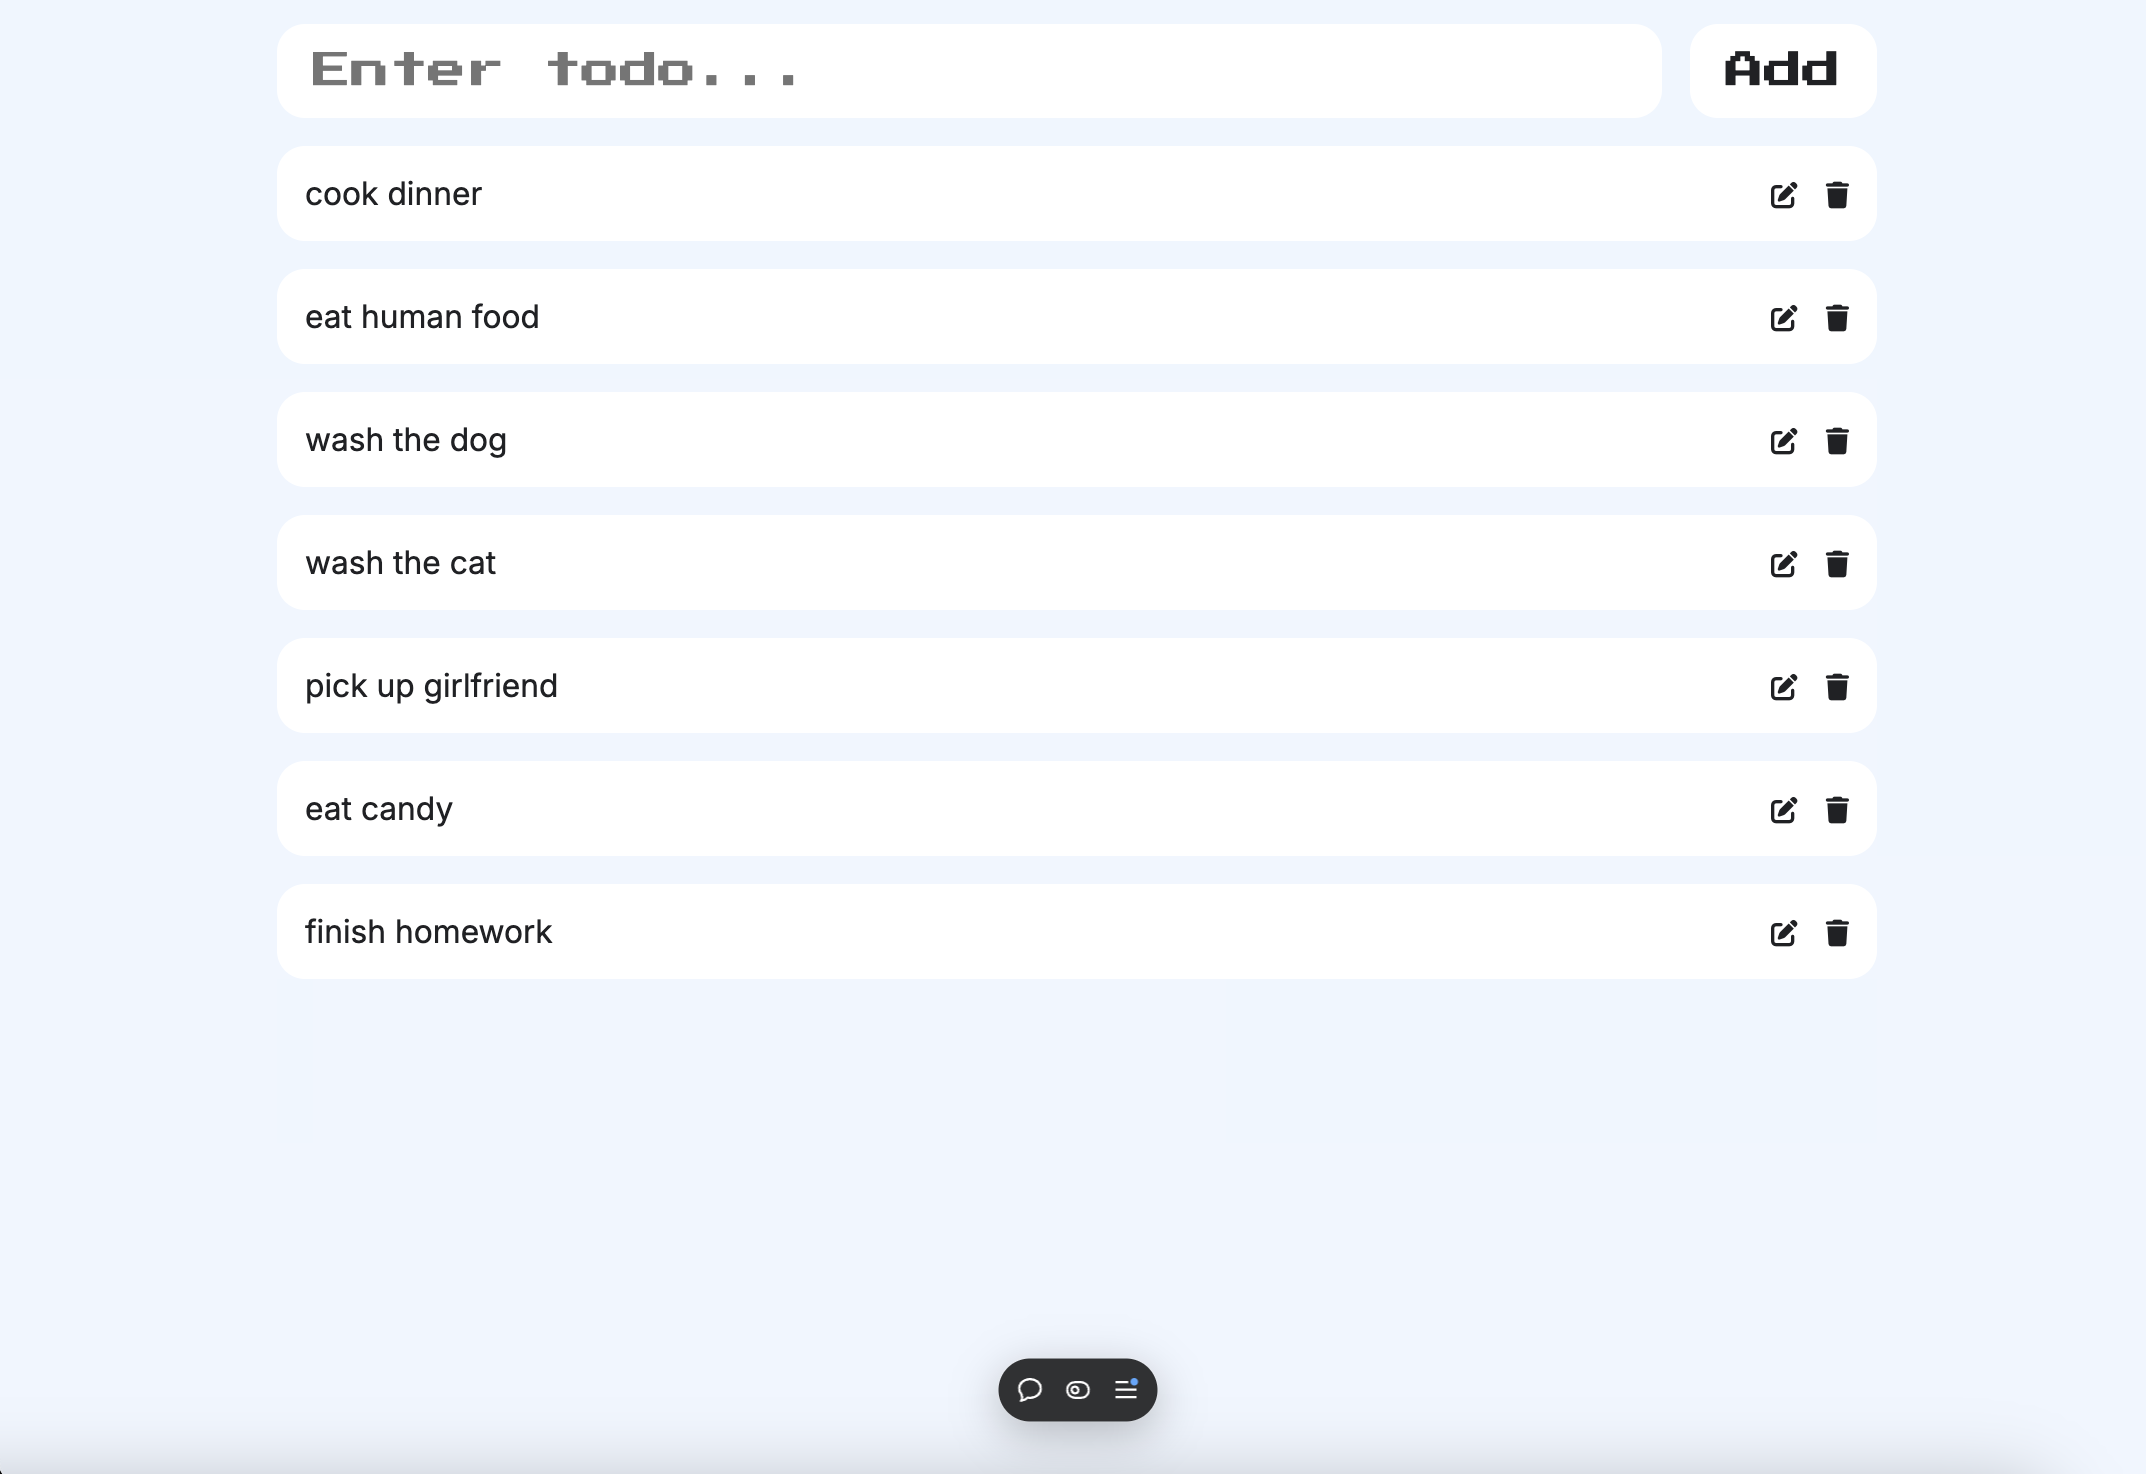 Enter todo...
Add
cook dinner
eat human food
wash the dog
wash the cat
pick up girlfriend
eat candy
finish homework